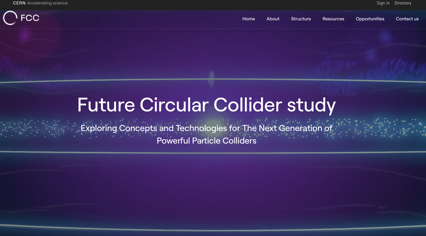 CERN Accelerating science
Sign in Directory
FCC
Home About Structure Resources Opportunities Contact us
Future Circular Collider study
Exploring Concepts and Technologies for The Next Generation of
Powerful Particle Colliders